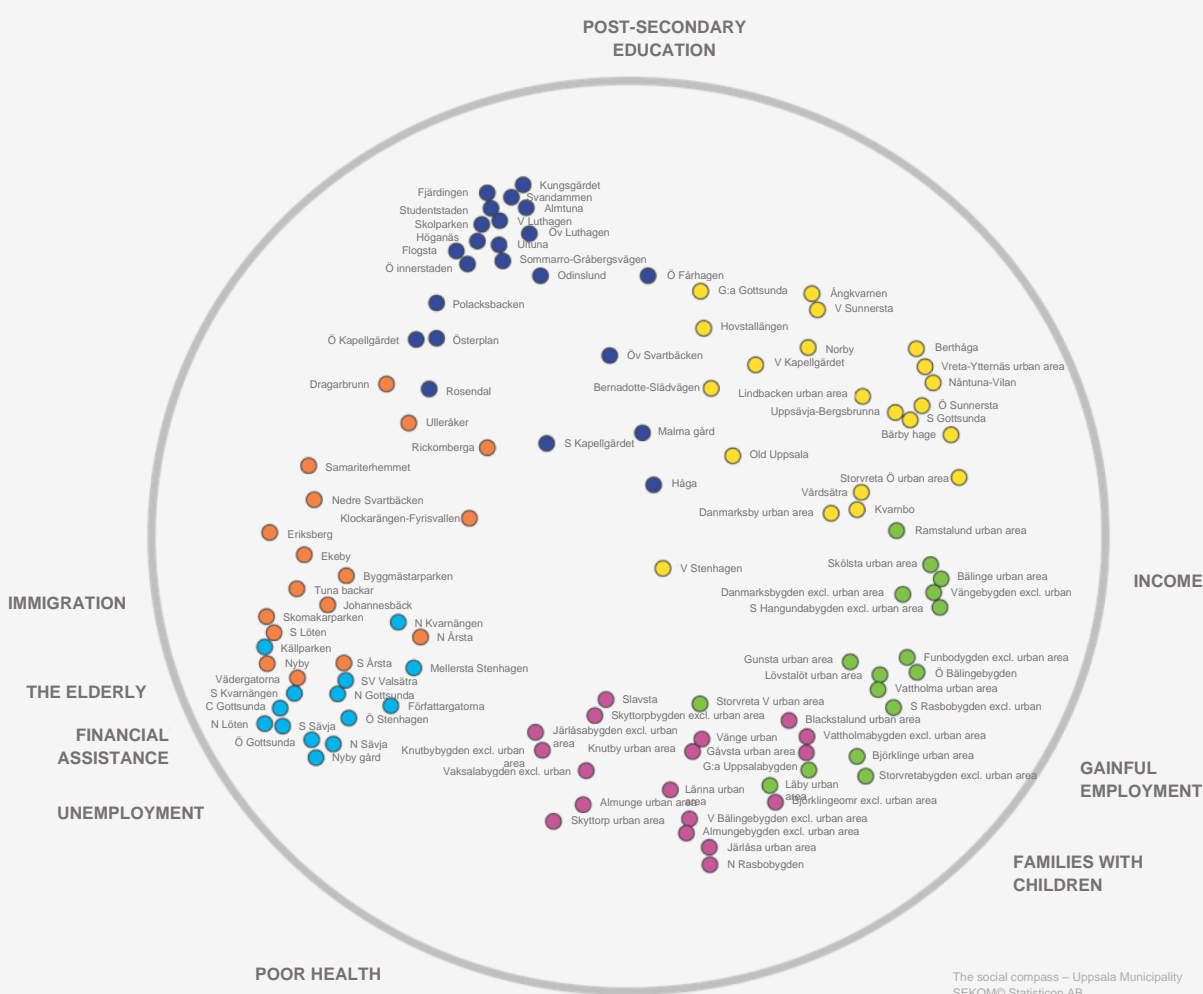 POST-SECONDARY
EDUCATION
Kungsgärdet
Fjärdingen
Svandammen
Studentstaden
Almtuna
Skolparken
V Luthagen
Höganäs
Öv Luthagen
Flogsta
Ultuna
Ö innerstaden
Sommarro-Gråbergsvägen
Odinslund
Ö Fårhagen
G:a Gottsunda
Ångkvarnen
Polacksbacken
V Sunnersta
Hovstallängen
Ö Kapellgärdet
Österplan
Norby
Berthåga
Öv Svartbäcken
V Kapellgärdet
Vreta-Ytternäs urban area
Dragarbrunn
Rosendal
Bernadotte-Slädvägen
Lindbacken urban area
Nåntuna-Vilan
Uppsävja-Bergsbrunna
Ö Sunnersta
S Gottsunda
Ulleråker
Malma gård
Bärby hage
Rickomberga
S Kapellgärdet
Old Uppsala
Samariterhemmet
Håga
Storvreta Ö urban area
Vårdsätra
Nedre Svartbäcken
Kvarnbo
Klockarängen-Fyrisvallen
Danmarksby urban area
Ramstalund urban area
Eriksberg
Ekeby
Skölsta urban area
V Stenhagen
Bälinge urban area
Byggmästarparken
Tuna backar
Danmarksbygden excl. urban area
Vängebygden excl. urban
Johannesbäck
S Hangundabygden excl. urban area
INCOME
IMMIGRATION
Skomakarparken
N Kvarnängen
S Löten
N Årsta
Källparken
Nyby
S Årsta
Mellersta Stenhagen
Gunsta urban area
Funbodygden excl. urban area
Vädergatorna
SV Valsätra
Lövstalöt urban area
Ö Bälingebygden
S Kvarnängen
N Gottsunda
Vattholma urban area
THE ELDERLY
C Gottsunda
Författargatorna
Slavsta
Storvreta V urban area
S Rasbobygden excl. urban
N Löten
S Sävja
Ö Stenhagen
Skyttorpbygden excl. urban area
Blackstalund urban area
Järlåsabygden excl. urban
area
Vänge urban
Vattholmabygden excl. urban area
FINANCIAL
ASSISTANCE
Ö Gottsunda
N Sävja
Knutbybygden excl. urban
area
Knutby urban area
Gåvsta urban area
Björklinge urban area
Nyby gård
Vaksalabygden excl. urban
G:a Uppsalabygden
Storvretabygden excl. urban area
GAINFUL
EMPLOYMENT
Länna urban
area
Läby urban
area
Björklingeomr excl. urban area
UNEMPLOYMENT
Almunge urban area
Skyttorp urban area
V Bälingebygden excl. urban area
Almungebygden excl. urban area
Järlåsa urban area
N Rasbobygden
FAMILIES WITH
CHILDREN
POOR HEALTH
The social compass – Uppsala Municipality
SEKOM© Statisticon AB